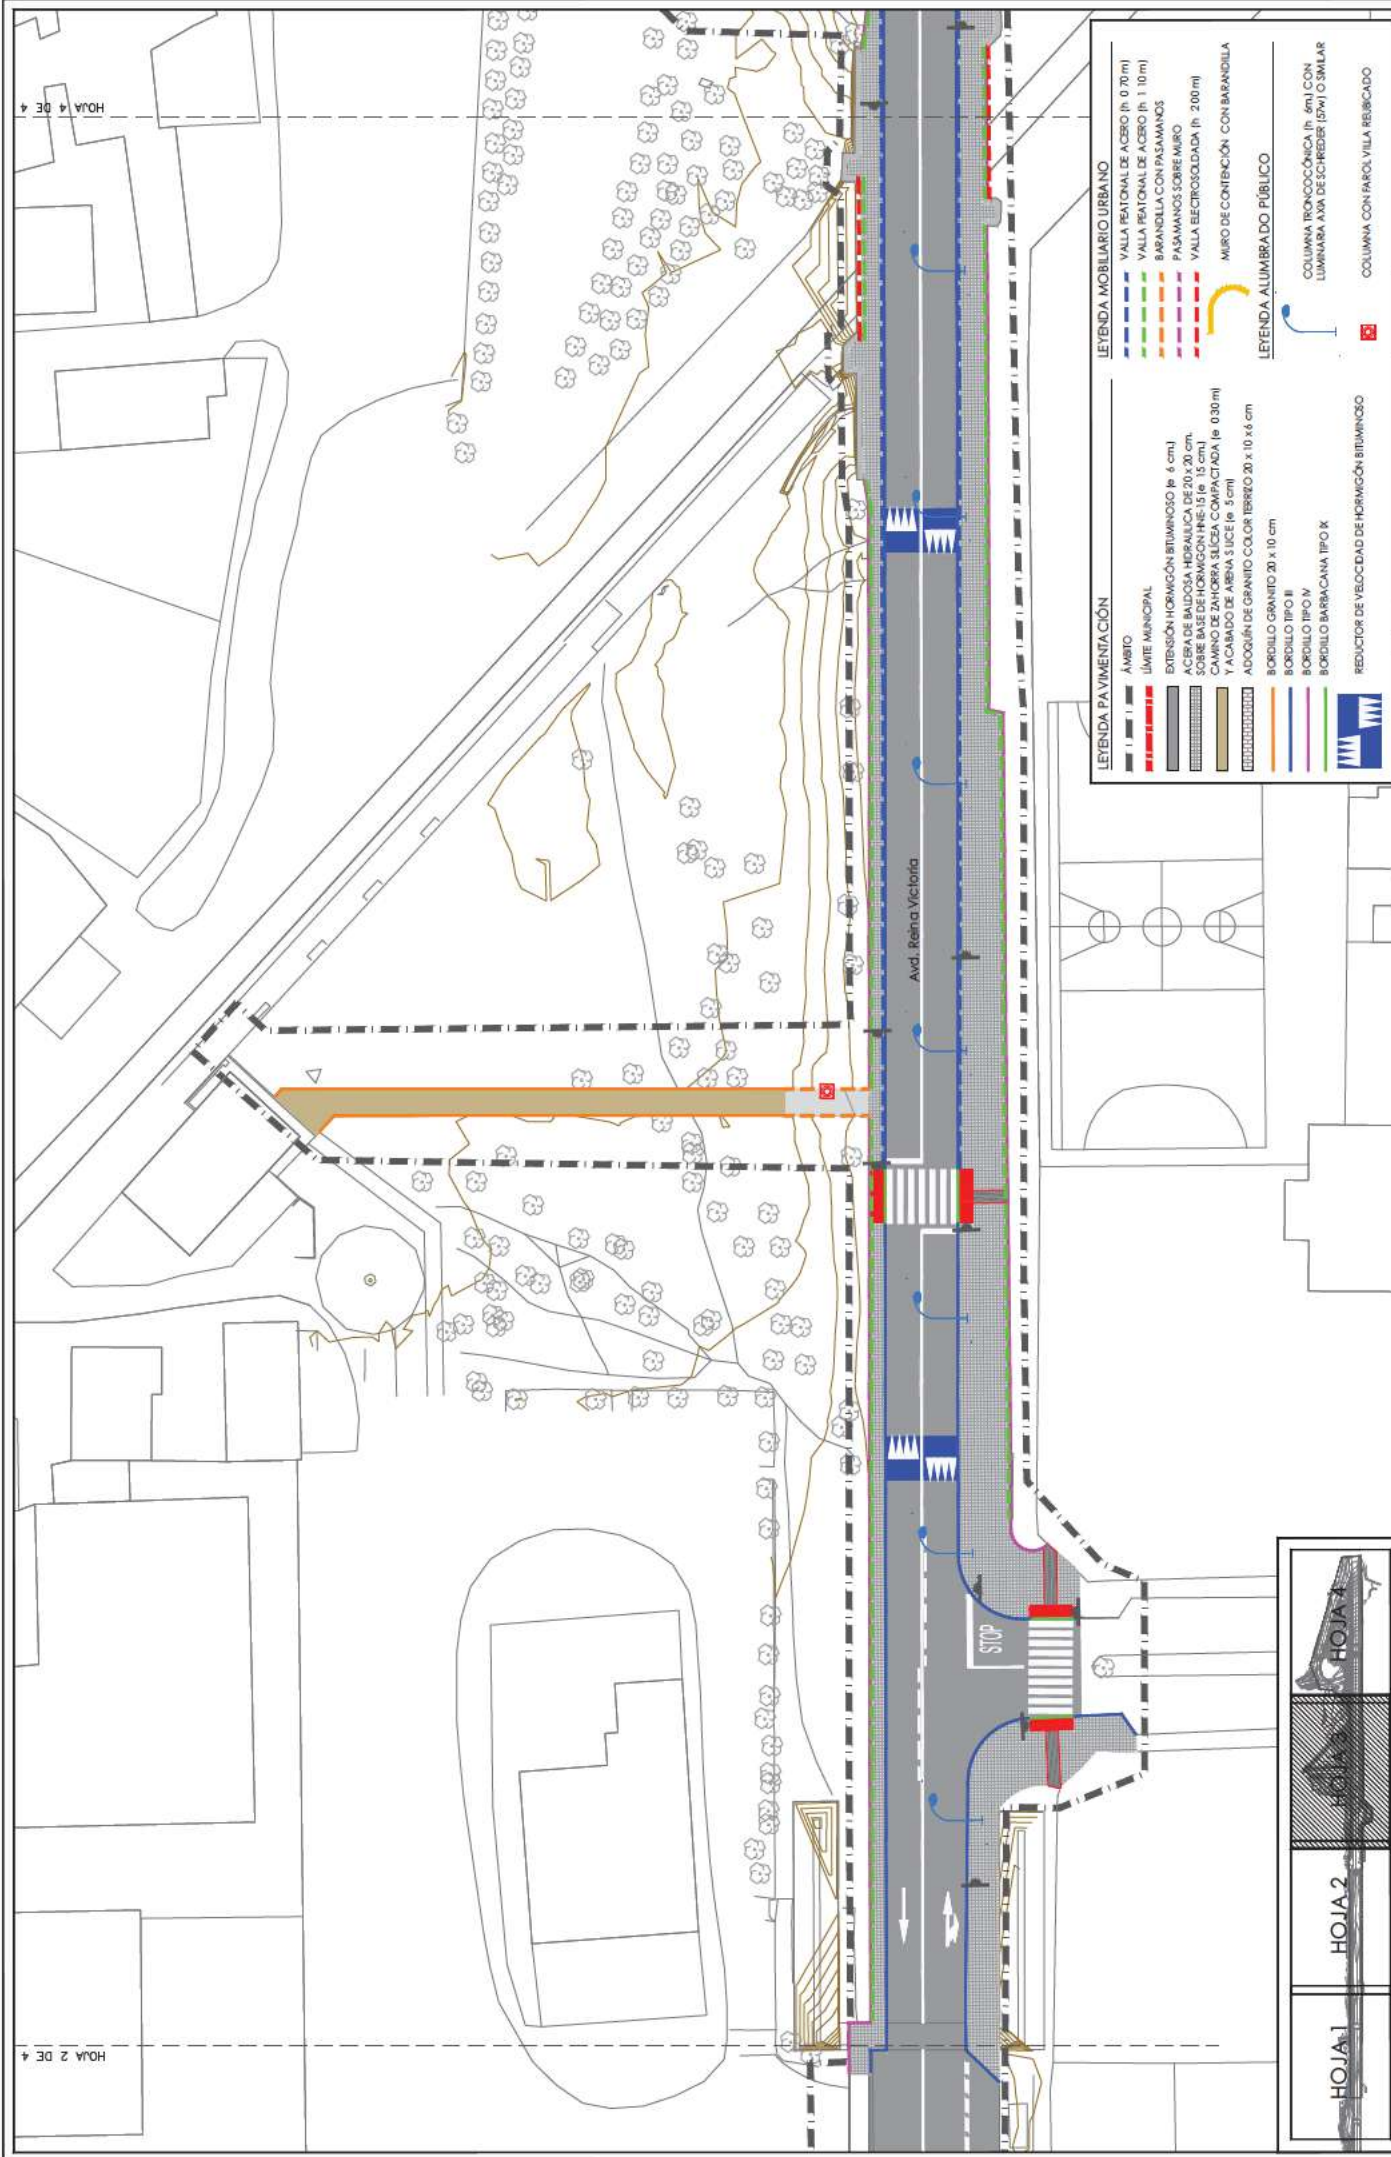 HOJA 2 DE 4
HOJA 4 DE 4
Avd. Reina Victoria
STOP
LEYENDA PAVIMENTACIÓN
ÁMBITO
LÍMITE MUNICIPAL
EXTENSIÓN HORMIGÓN BITUMINOSO (e 6 cm.)
ACERA DE BALDOSA HIDRAULICA DE 20 x 20 cm.
SOBRE BASE DE HORMIGON HNE-15 (e 15 cm.)
CAMINO DE ZAHORRA SILÍCEA COMPACTADA (e 0 30 m)
Y ACABADO DE ARENA SILICE (e 5 cm)
ADOQUÍN DE GRANITO COLOR TERRIZO 20 x 10 x 6 cm
BORDILLO GRANITO 20 x 10 cm
BORDILLO TIPO III
BORDILLO TIPO IV
BORDILLO BARBACANA TIPO IX
REDUCTOR DE VELOCIDAD DE HORMIGÓN BITUMINOSO
LEYENDA MOBILIARIO URBANO
VALLA PEATONAL DE ACERO (h 0 70 m)
VALLA PEATONAL DE ACERO (h 1 10 m)
BARANDILLA CON PASAMANOS
PASAMANOS SOBRE MURO
VALLA ELECTROSOLDADA (h 2 00 m)
MURO DE CONTENCIÓN CON BARANDILLA
LEYENDA ALUMBRADO PÚBLICO
COLUMNA TRONCOCÓNICA (h 6m.) CON
LUMINARIA AXIA DE SCHREDER (57w) O SIMILAR
COLUMNA CON FAROL VILLA REUBICADO
HOJA 1
HOJA 2
HOJA 3
HOJA 4